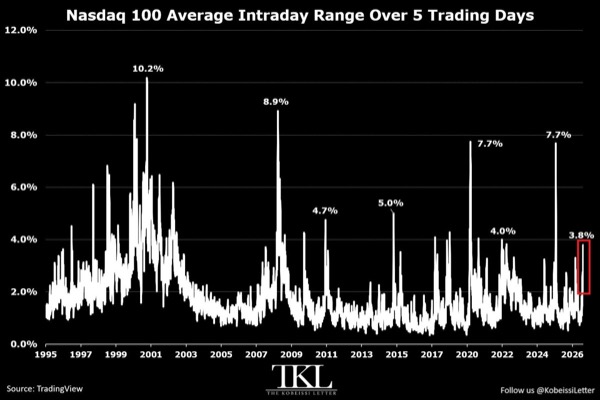 Nasdaq 100 Average Intraday Range Over 5 Trading Days
12.0%
10.0%
8.0%
6.0%
4.0%
2.0%
0.0%
10.2%
8.9%
4.7%
5.0%
7.7%
4.0%
7.7%
3.8%
1995 1997 1999 2001 2003 2005 2007 2009 2011 2013 2015 2017 2020 2022 2024 2026
Source: TradingView
TKL
THE KOBEISSI LETTER
Follow us @KobeissiLetter